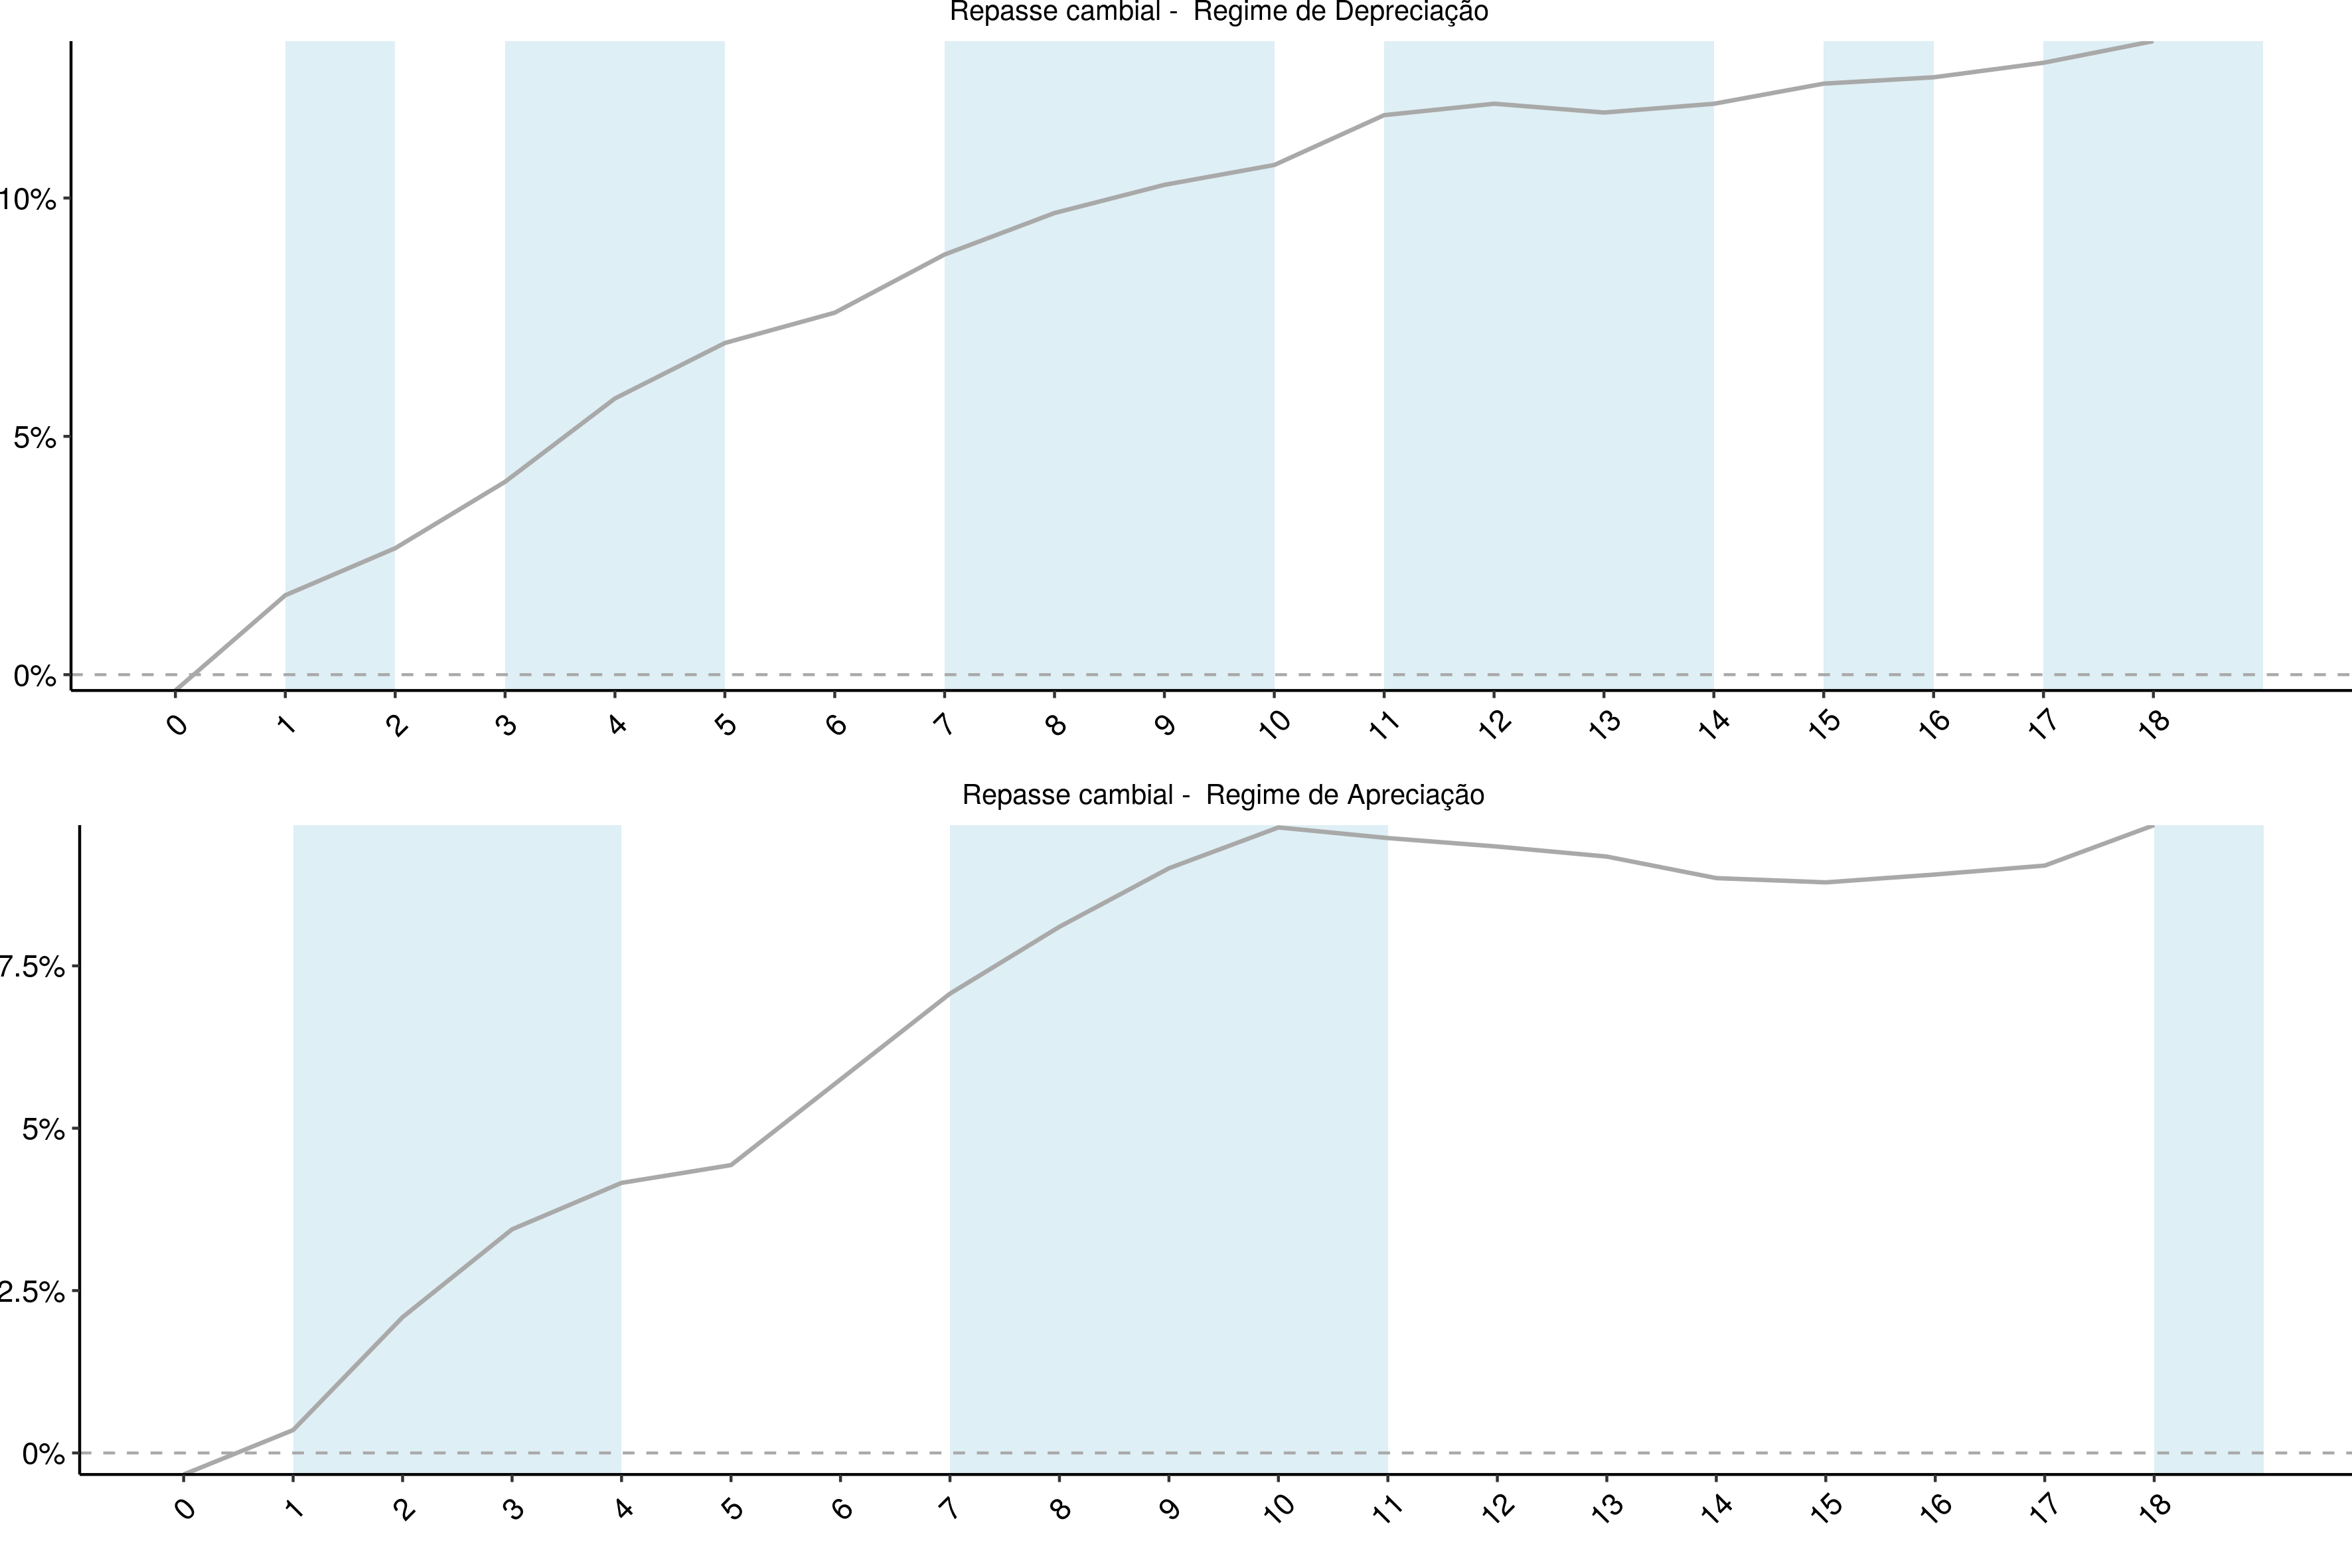 Repasse cambial -  Regime de Depreciação
10%
5%
0%
0 1 2 3 4 5 6 7 8 9 10 11 12 13 14 15 16 17 18
Repasse cambial -  Regime de Apreciação
7.5%
5%
2.5%
0%
0 1 2 3 4 5 6 7 8 9 10 11 12 13 14 15 16 17 18